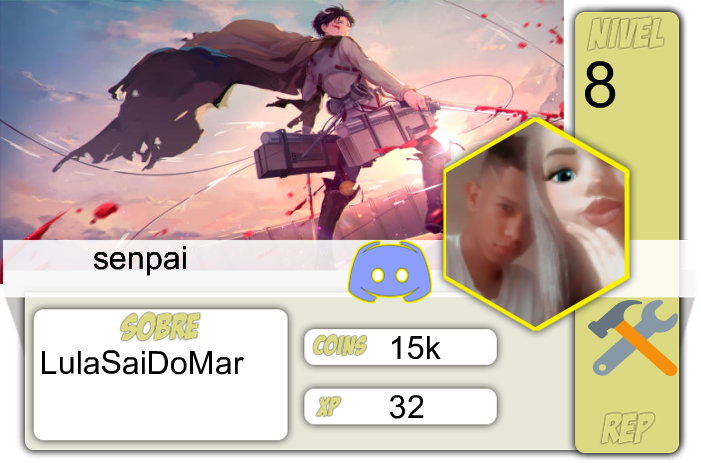 NIVEL
8
senpai
SOBRE
LulaSaiDoMar
COINS 15k
XP 32
REP